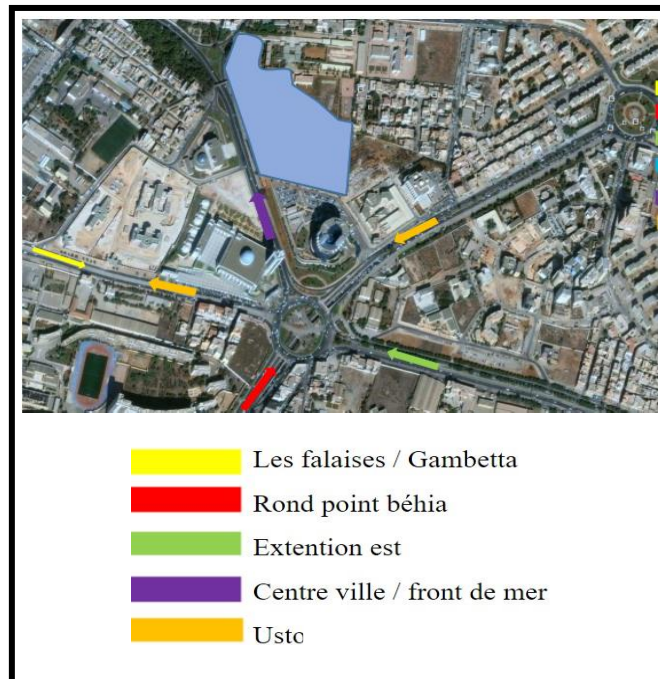 Les falaises / Gambetta
Rond point béhia
Extention est
Centre ville / front de mer
Usto